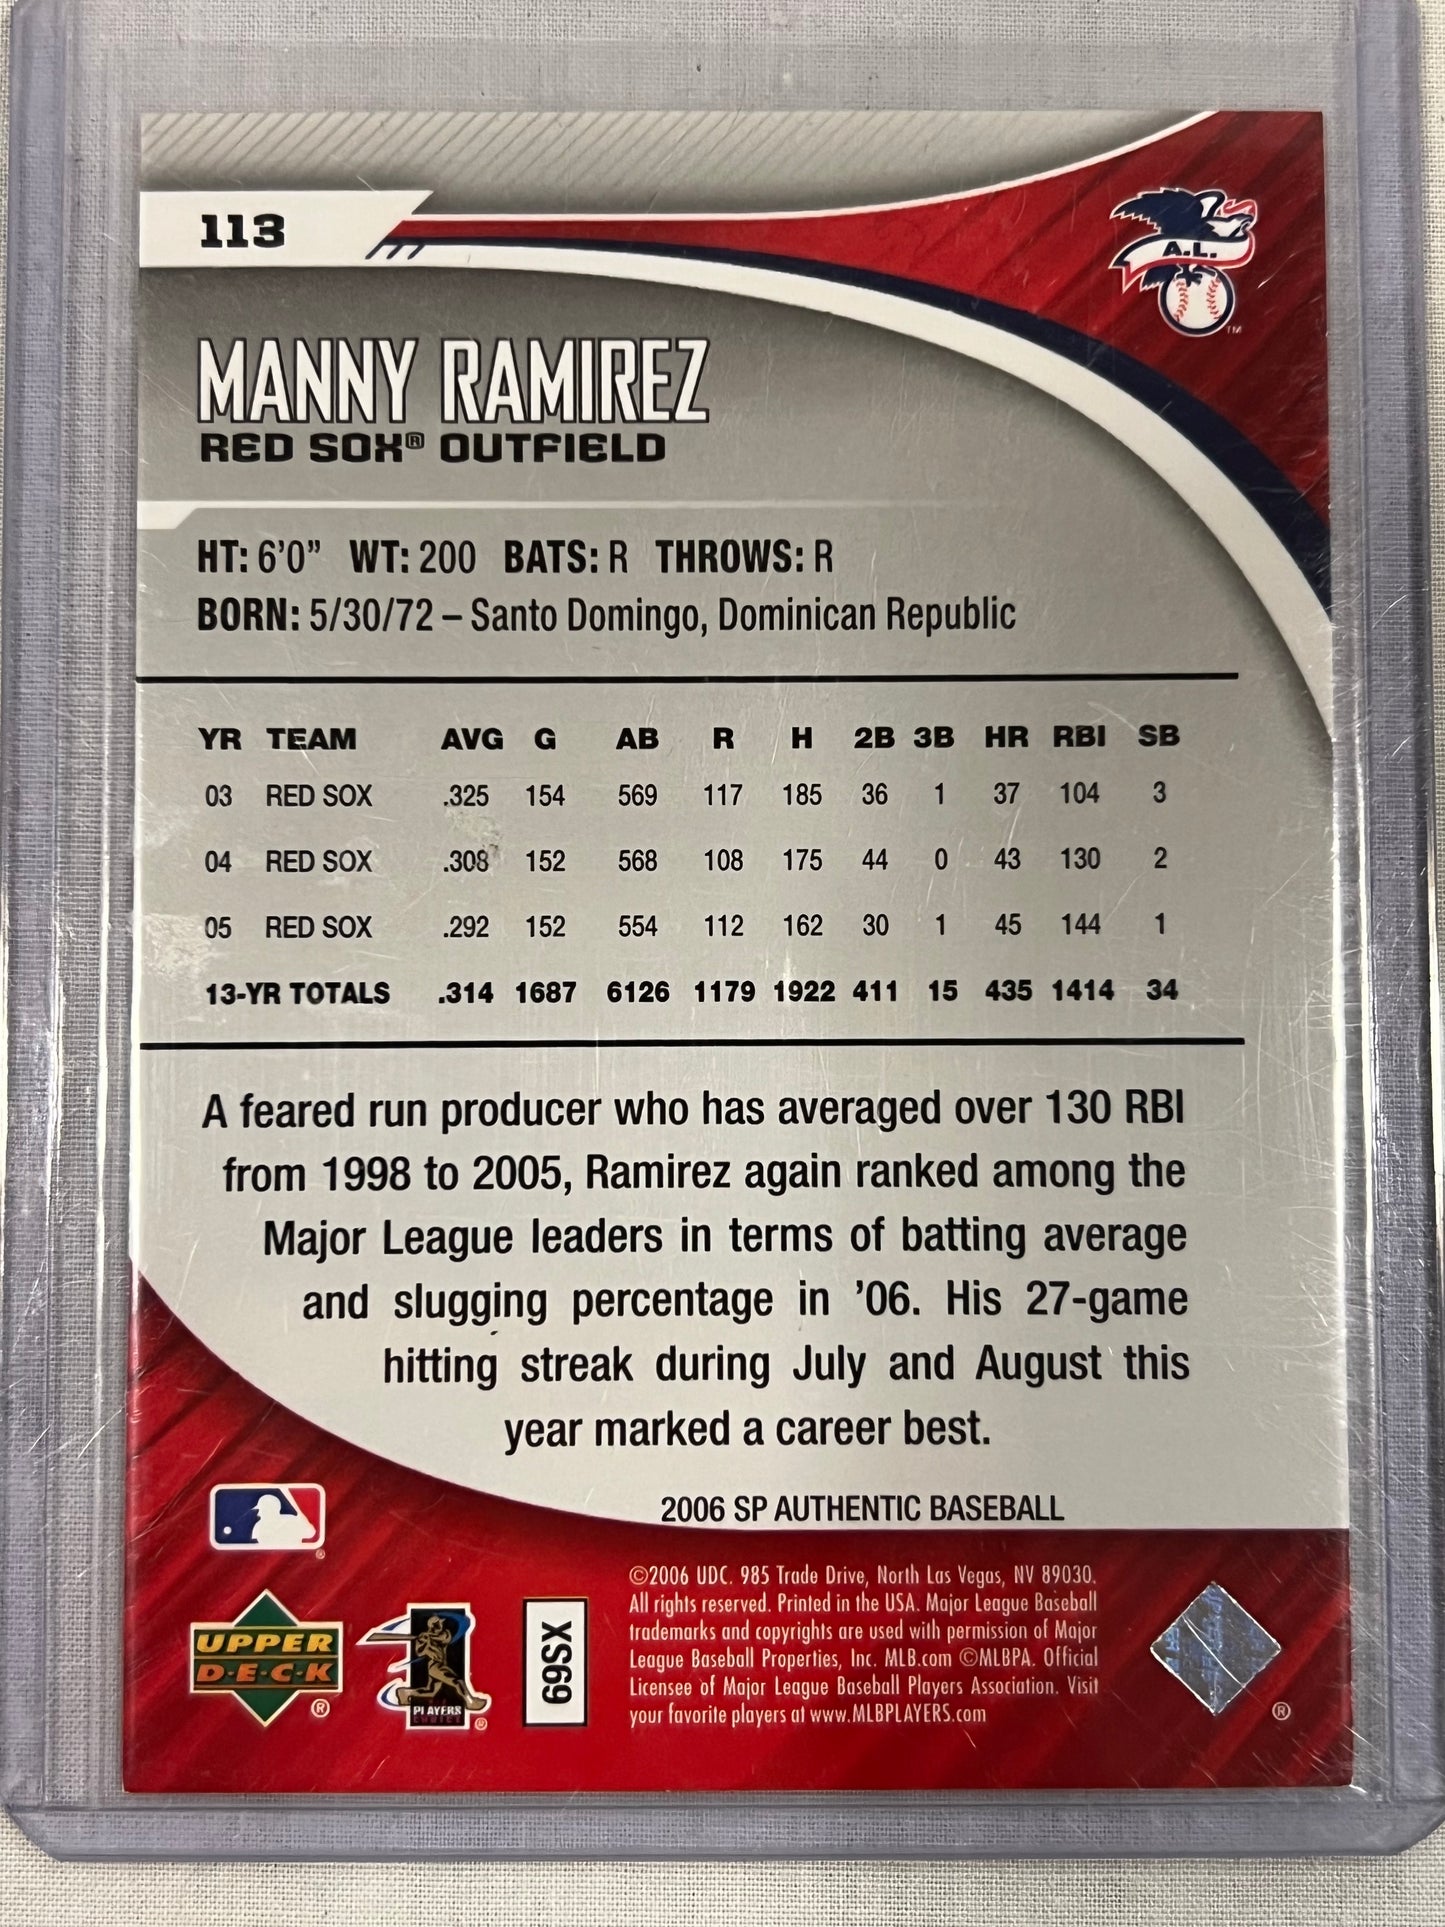 113
A.L.
TM
MANNY RAMIREZ
RED SOX® OUTFIELD
HT: 6'0" WT: 200 BATS: R THROWS: R
BORN: 5/30/72 – Santo Domingo, Dominican Republic
YR TEAM AVG G AB R H 2B 3B HR RBI SB
03 RED SOX .325 154 569 117 185 36 1 37 104 3
04 RED SOX .308 152 568 108 175 44 0 43 130 2
05 RED SOX .292 152 554 112 162 30 1 45 144 1
13-YR TOTALS .314 1687 6126 1179 1922 411 15 435 1414 34
A feared run producer who has averaged over 130 RBI
from 1998 to 2005, Ramirez again ranked among the
Major League leaders in terms of batting average
and slugging percentage in '06. His 27-game
hitting streak during July and August this
year marked a career best.
2006 SP AUTHENTIC BASEBALL
©2006 UDC. 985 Trade Drive, North Las Vegas, NV 89030.
All rights reserved. Printed in the USA. Major League Baseball
trademarks and copyrights are used with permission of Major
League Baseball Properties, Inc. MLB.com ©MLBPA. Official
Licensee of Major League Baseball Players Association. Visit
your favorite players at www.MLBPLAYERS.com
UPPER
D·E·C·K
®
PLAYERS
CHOICE
®
XS69
®
®